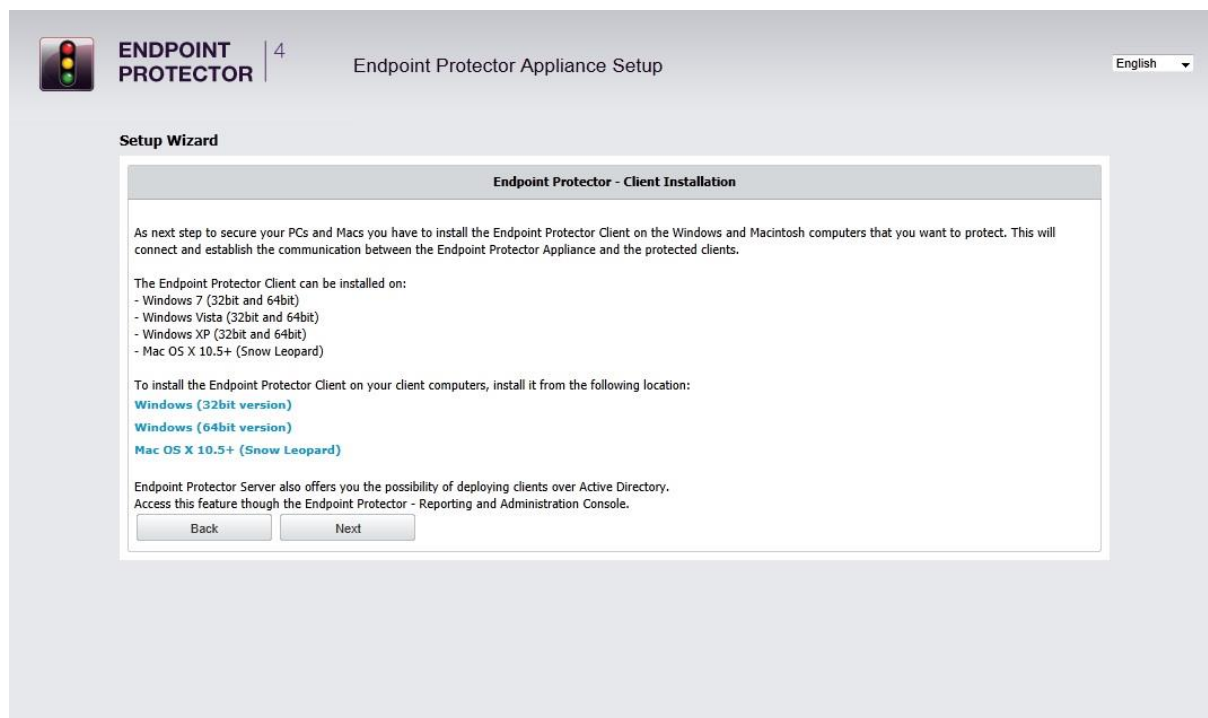 ENDPOINT
PROTECTOR
4
Endpoint Protector Appliance Setup
English
Setup Wizard
Endpoint Protector - Client Installation
As next step to secure your PCs and Macs you have to install the Endpoint Protector Client on the Windows and Macintosh computers that you want to protect. This will
connect and establish the communication between the Endpoint Protector Appliance and the protected clients.
The Endpoint Protector Client can be installed on:
- Windows 7 (32bit and 64bit)
- Windows Vista (32bit and 64bit)
- Windows XP (32bit and 64bit)
- Mac OS X 10.5+ (Snow Leopard)
To install the Endpoint Protector Client on your client computers, install it from the following location:
Windows (32bit version)
Windows (64bit version)
Mac OS X 10.5+ (Snow Leopard)
Endpoint Protector Server also offers you the possibility of deploying clients over Active Directory.
Access this feature though the Endpoint Protector - Reporting and Administration Console.
Back Next